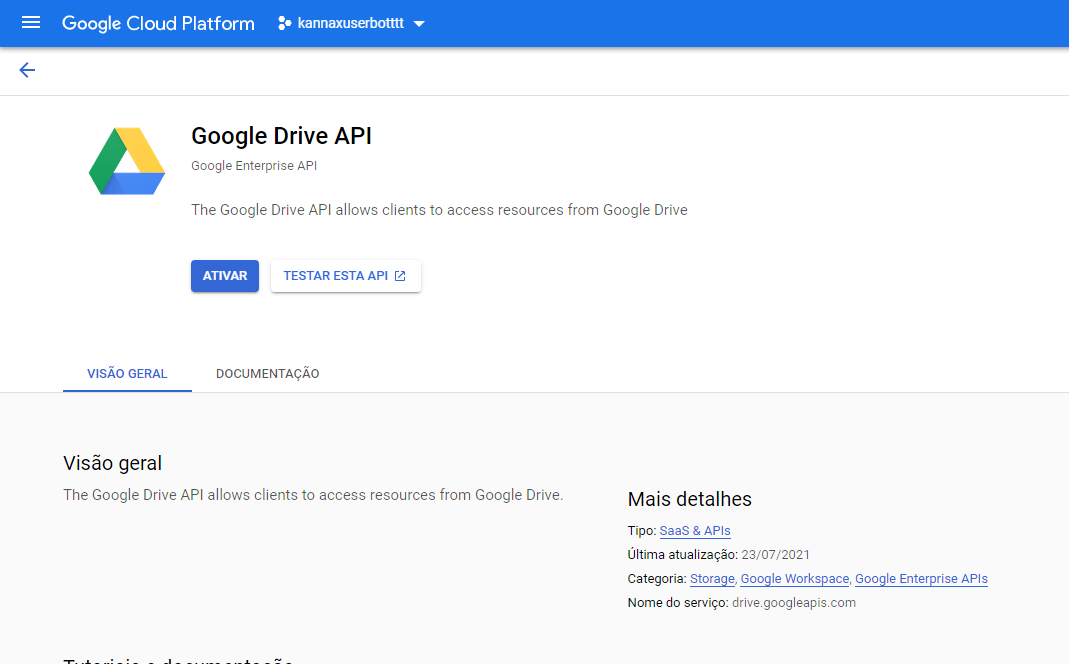 Google Cloud Platform kannaxuserbotttt
Google Drive API
Google Enterprise API
The Google Drive API allows clients to access resources from Google Drive
ATIVAR TESTAR ESTA API
VISÃO GERAL DOCUMENTAÇÃO
Visão geral
The Google Drive API allows clients to access resources from Google Drive.
Mais detalhes
Tipo: SaaS & APIs
Última atualização: 23/07/2021
Categoria: Storage, Google Workspace, Google Enterprise APIs
Nome do serviço: drive.googleapis.com
Tutoriais e documentação